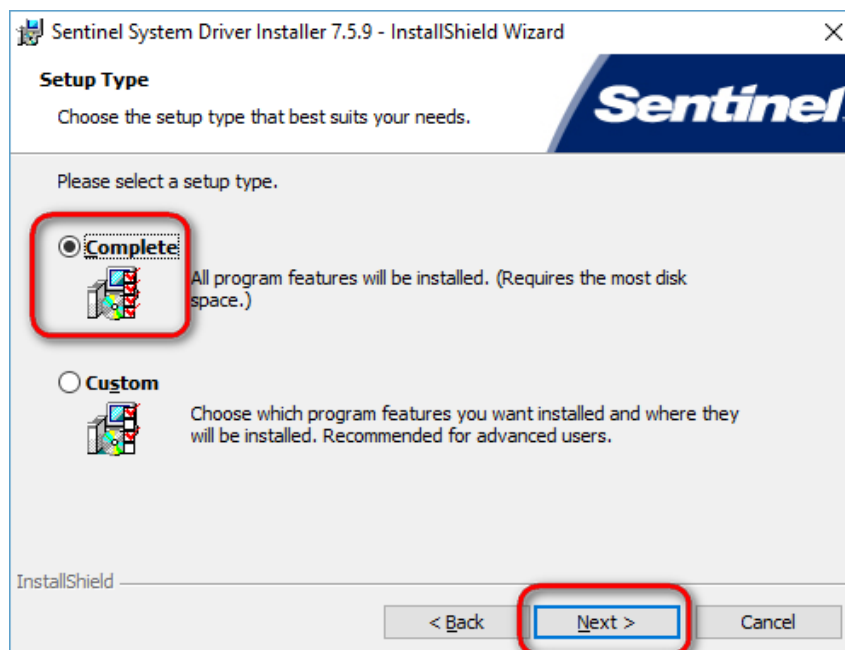 Sentinel System Driver Installer 7.5.9 - InstallShield Wizard
Setup Type
Choose the setup type that best suits your needs.
Sentinel
Please select a setup type.
Complete
All program features will be installed. (Requires the most disk
space.)
Custom
Choose which program features you want installed and where they
will be installed. Recommended for advanced users.
InstallShield
< Back
Next >
Cancel